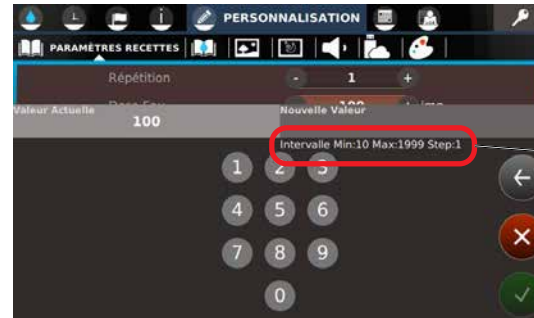 PERSONNALISATION
PARAMÈTRES RECETTES
Répétition - 1 +
Valeur Actuelle
100
Nouvelle Valeur
Intervalle Min:10 Max:1999 Step:1
1 2 3
4 5 6
7 8 9
0